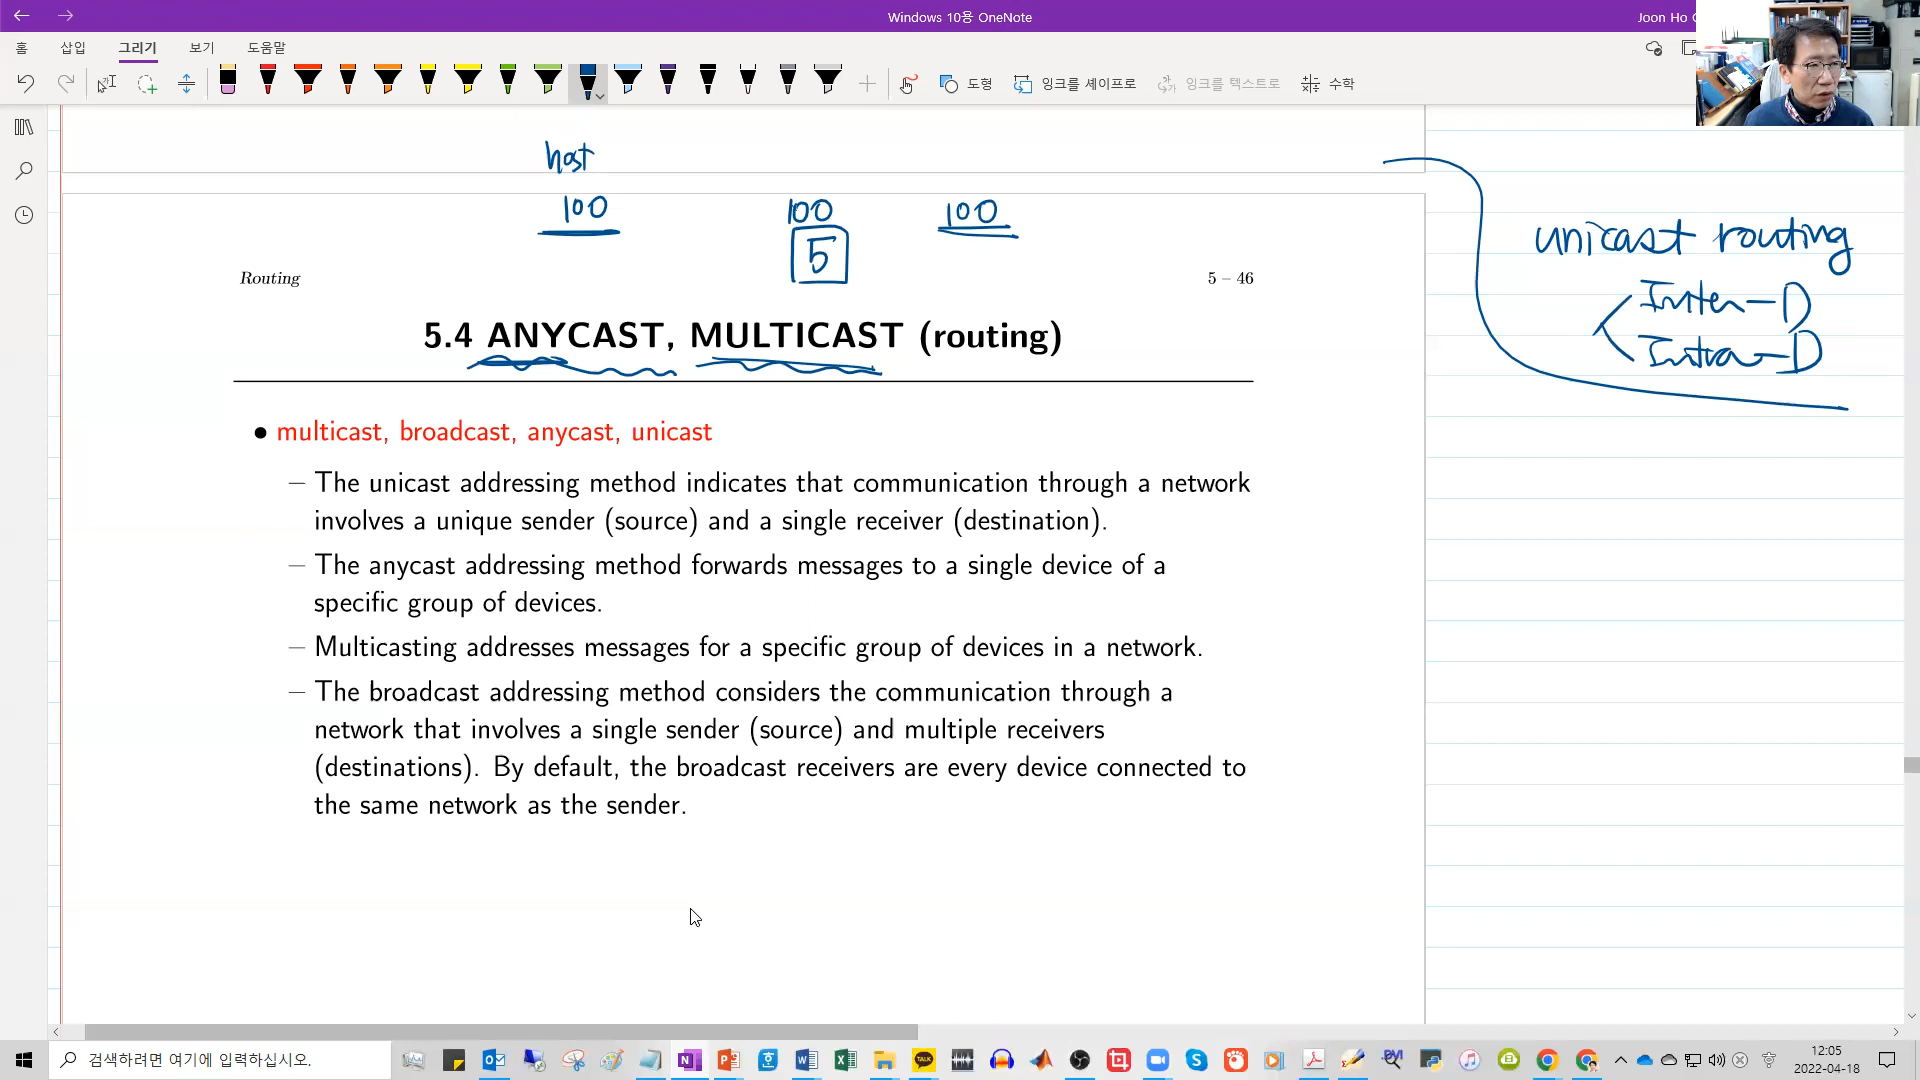 Windows 10용 OneNote
Joon Ho
홈 삽입 그리기 보기 도움말
도형 잉크를 셰이프로 잉크를 텍스트로 수학
host
100 100 100
5
unicast routing
Inter-D
Intra-D
Routing 5 – 46
5.4 ANYCAST, MULTICAST (routing)
• multicast, broadcast, anycast, unicast
– The unicast addressing method indicates that communication through a network
involves a unique sender (source) and a single receiver (destination).
– The anycast addressing method forwards messages to a single device of a
specific group of devices.
– Multicasting addresses messages for a specific group of devices in a network.
– The broadcast addressing method considers the communication through a
network that involves a single sender (source) and multiple receivers
(destinations). By default, the broadcast receivers are every device connected to
the same network as the sender.
검색하려면 여기에 입력하십시오.
12:05
2022-04-18